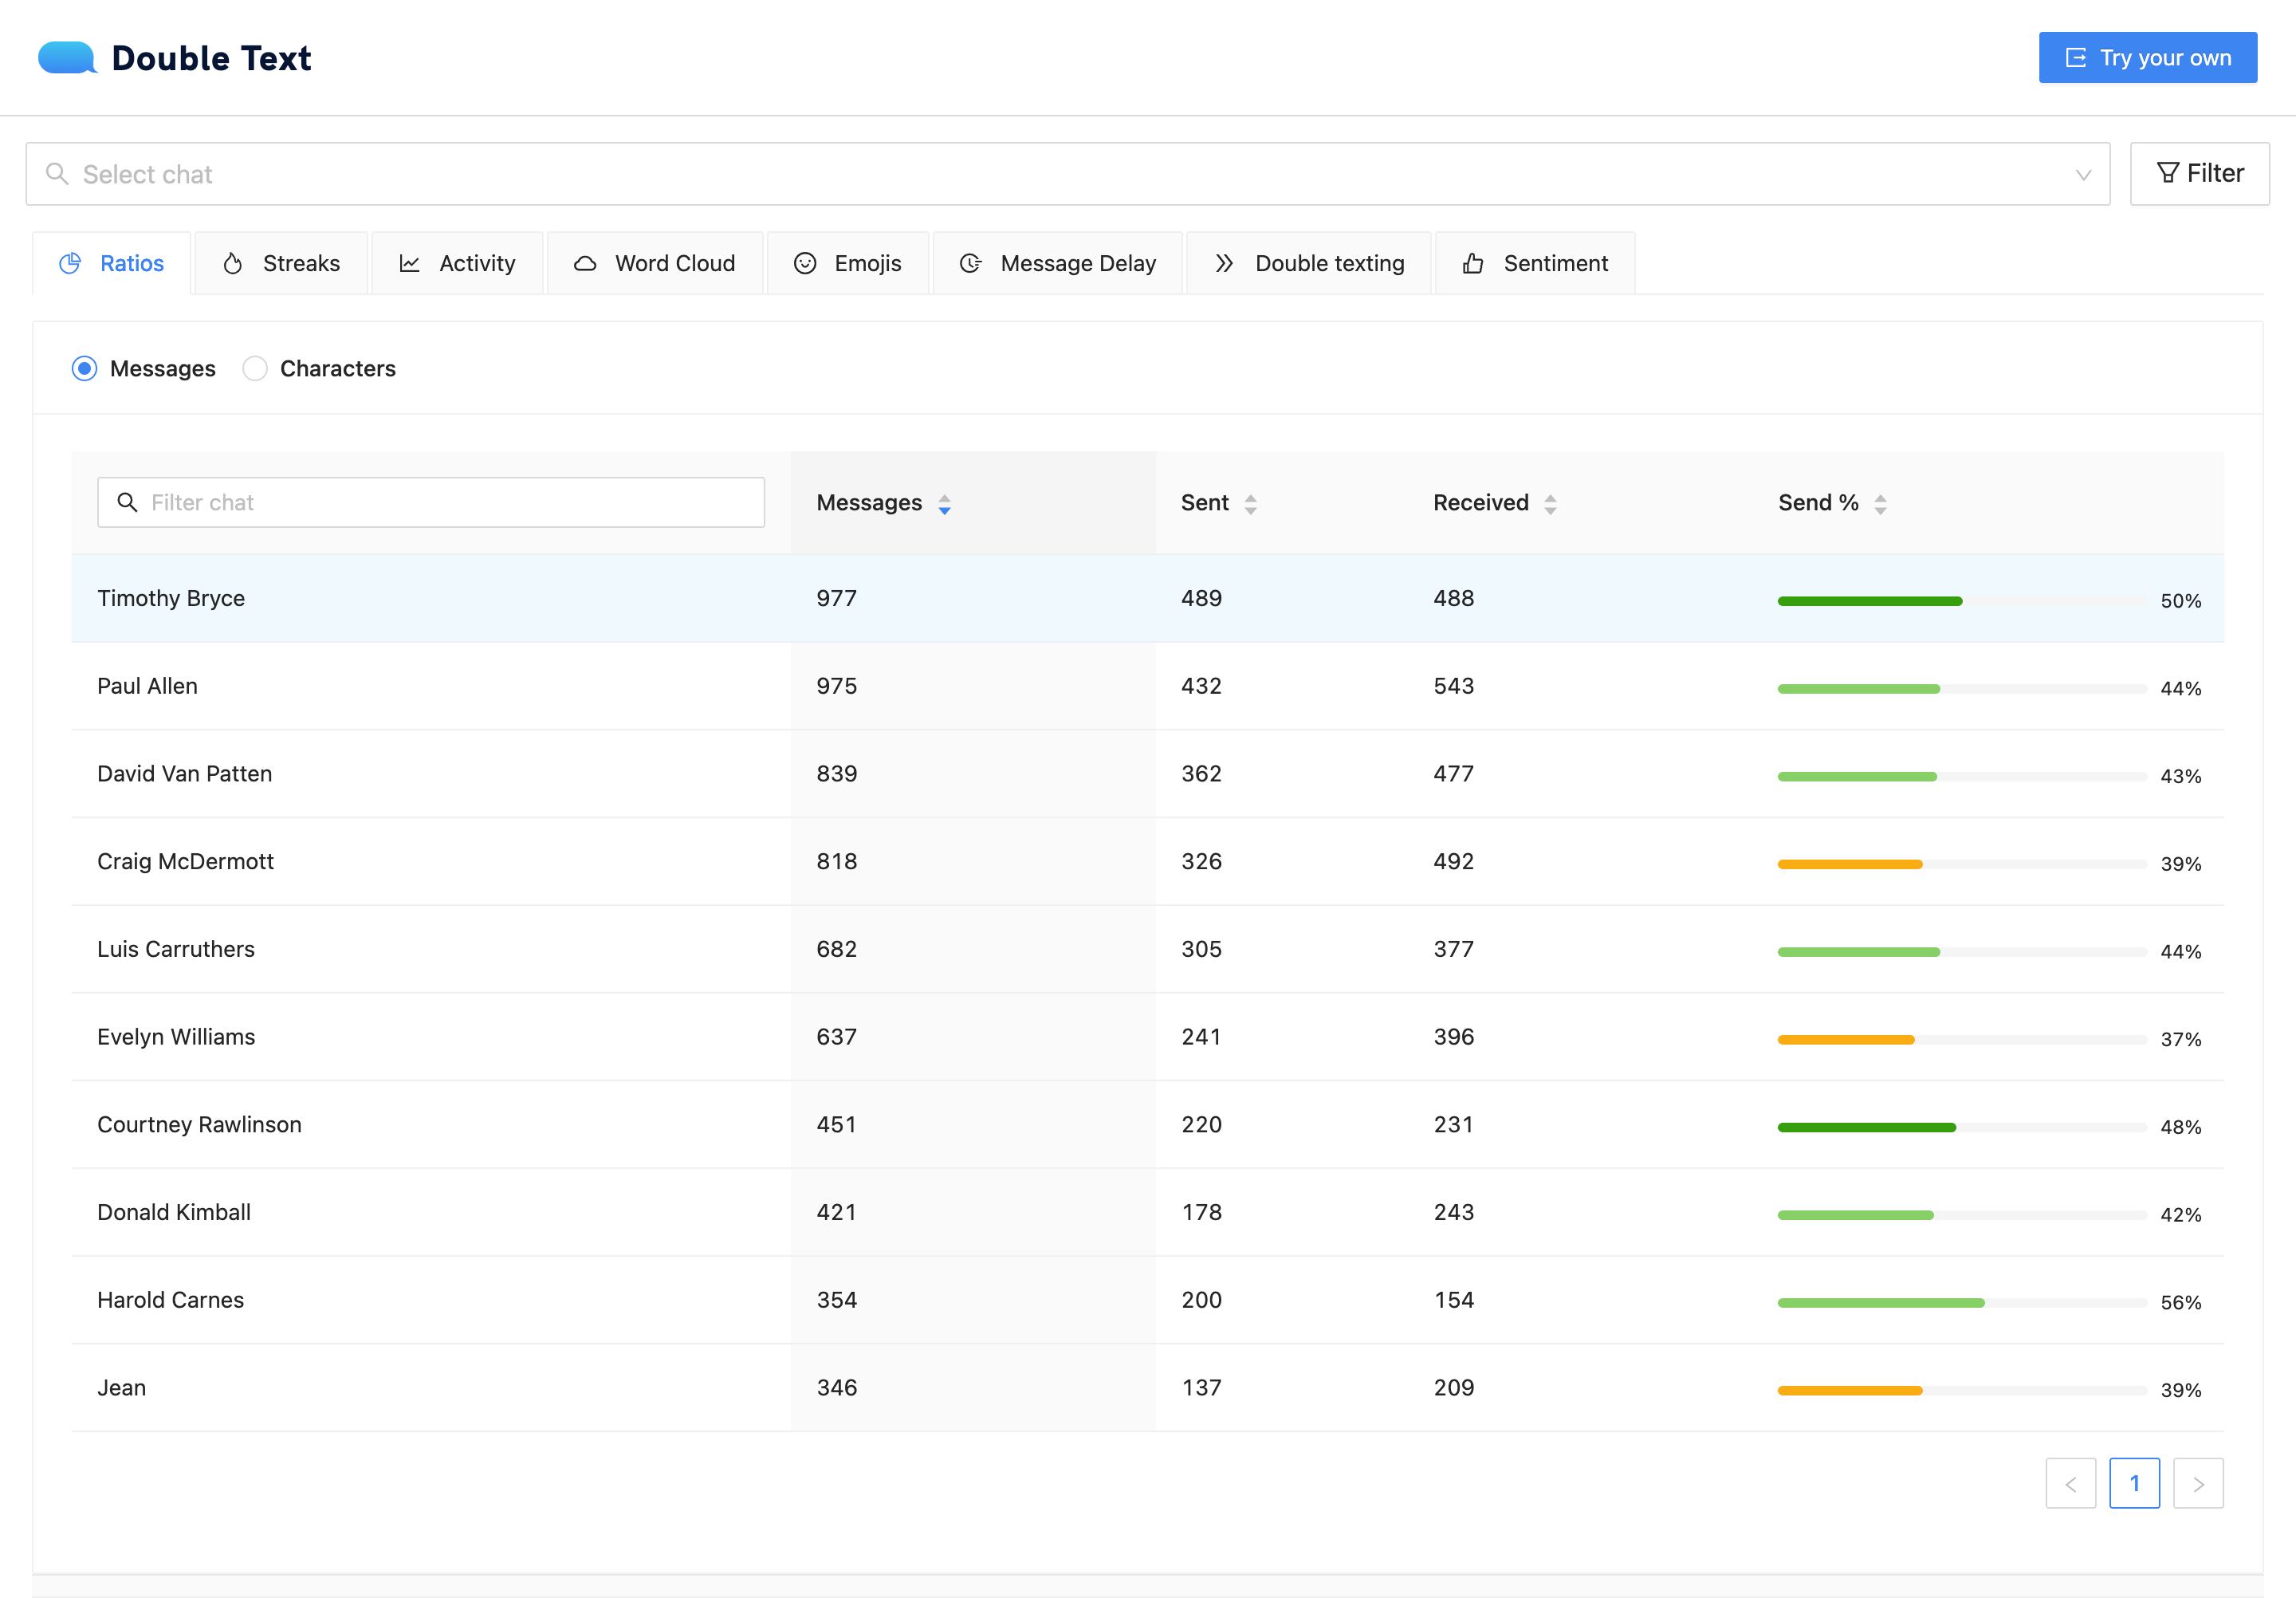 Double Text
Try your own
Select chat
Filter
Ratios Streaks Activity Word Cloud Emojis Message Delay Double texting Sentiment
Messages Characters
Filter chat Messages Sent Received Send %
Timothy Bryce 977 489 488 50%
Paul Allen 975 432 543 44%
David Van Patten 839 362 477 43%
Craig McDermott 818 326 492 39%
Luis Carruthers 682 305 377 44%
Evelyn Williams 637 241 396 37%
Courtney Rawlinson 451 220 231 48%
Donald Kimball 421 178 243 42%
Harold Carnes 354 200 154 56%
Jean 346 137 209 39%
1